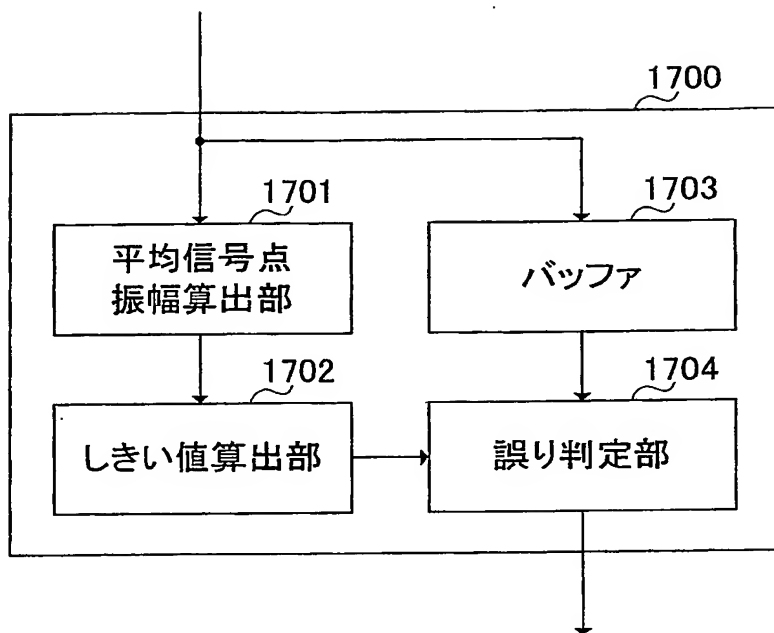 1700
1701
平均信号点
振幅算出部
1703
バッファ
1702
しきい値算出部
1704
誤り判定部